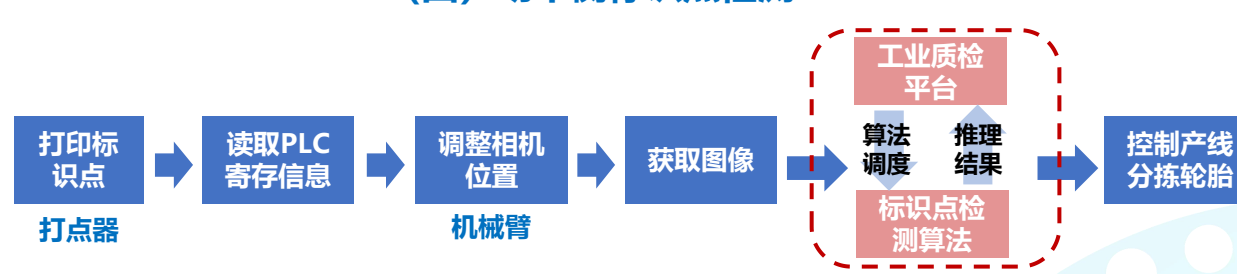 打印标
识点
打点器
读取PLC
寄存信息
调整相机
位置
机械臂
获取图像
工业质检
平台
算法
调度
推理
结果
标识点检
测算法
控制产线
分拣轮胎